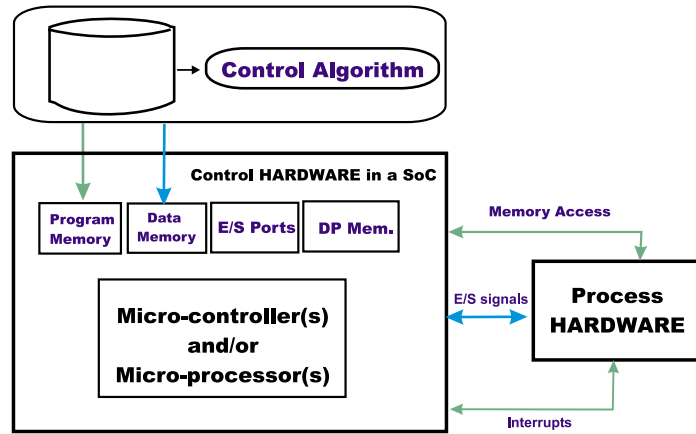 Control Algorithm
Control HARDWARE in a SoC
Program
Memory
Data
Memory
E/S Ports
DP Mem.
Micro-controller(s)
and/or
Micro-processor(s)
Memory Access
E/S signals
Process
HARDWARE
Interrupts